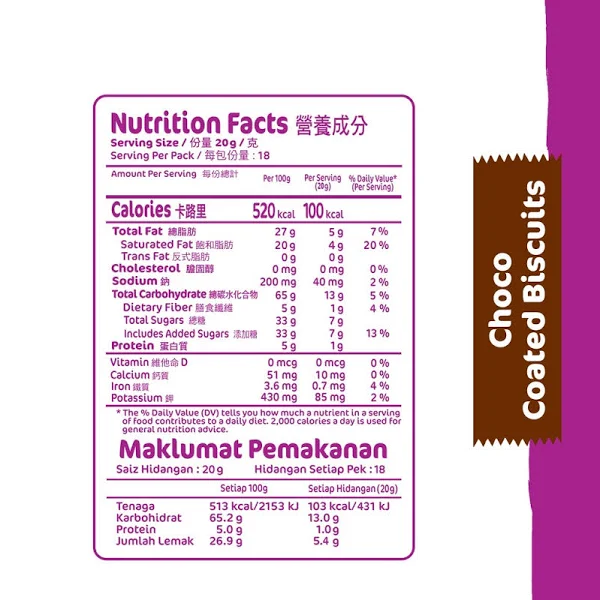 Nutrition Facts 營養成分
Serving Size / 份量 20g / 克
Serving Per Pack / 每包份量 : 18
Amount Per Serving 每份總計 Per 100g Per Serving (20g) % Daily Value* (Per Serving)
Calories 卡路里 520 kcal 100 kcal
Total Fat 總脂肪 27 g 5 g 7 %
Saturated Fat 飽和脂肪 20 g 4 g 20 %
Trans Fat 反式脂肪 0 g 0 g
Cholesterol 膽固醇 0 mg 0 mg 0 %
Sodium 鈉 200 mg 40 mg 2 %
Total Carbohydrate 總碳水化合物 65 g 13 g 5 %
Dietary Fiber 膳食纖維 5 g 1 g 4 %
Total Sugars 總糖 33 g 7 g
Includes Added Sugars 添加糖 33 g 7 g 13 %
Protein 蛋白質 5 g 1 g
Vitamin 維他命 D 0 mcg 0 mcg 0 %
Calcium 鈣質 51 mg 10 mg 0 %
Iron 鐵質 3.6 mg 0.7 mg 4 %
Potassium 鉀 430 mg 85 mg 2 %
* The % Daily Value (DV) tells you how much a nutrient in a serving
of food contributes to a daily diet. 2,000 calories a day is used for
general nutrition advice.
Maklumat Pemakanan
Saiz Hidangan : 20 g Hidangan Setiap Pek : 18
Setiap 100g Setiap Hidangan (20g)
Tenaga 513 kcal/2153 kJ 103 kcal/431 kJ
Karbohidrat 65.2 g 13.0 g
Protein 5.0 g 1.0 g
Jumlah Lemak 26.9 g 5.4 g
Choco
Coated Biscuits